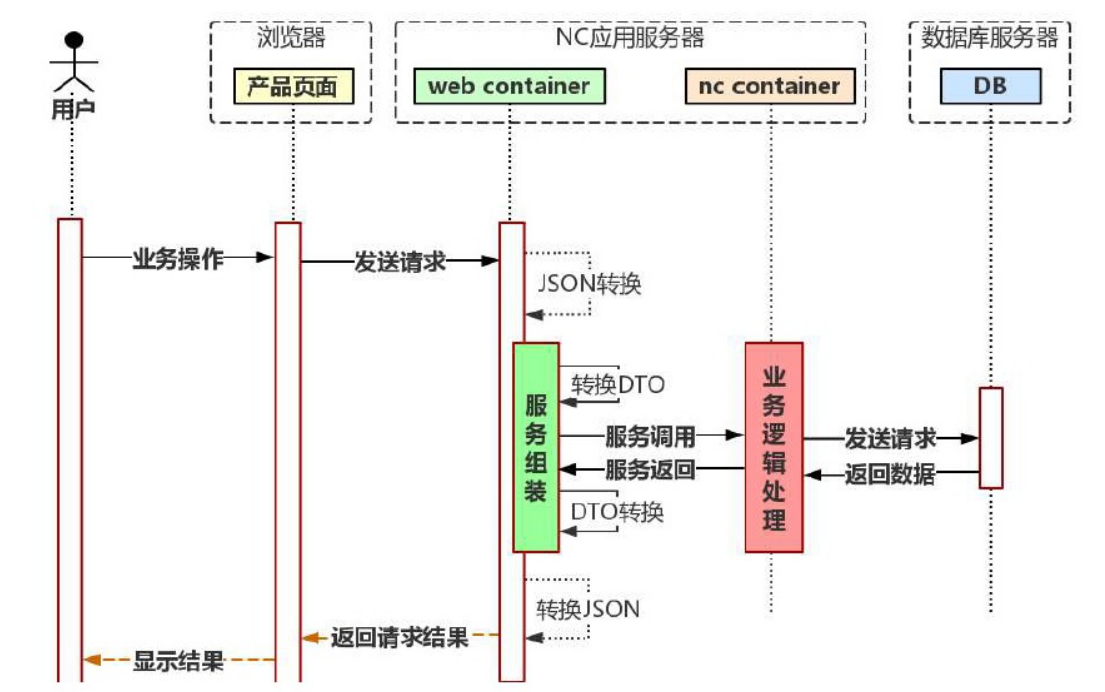 浏览器
NC应用服务器
数据库服务器
用户
产品页面
web container
nc container
DB
业务操作
发送请求
JSON转换
服务组装
转换DTO
业务逻辑处理
服务调用
发送请求
服务返回
返回数据
DTO转换
转换JSON
返回请求结果
显示结果